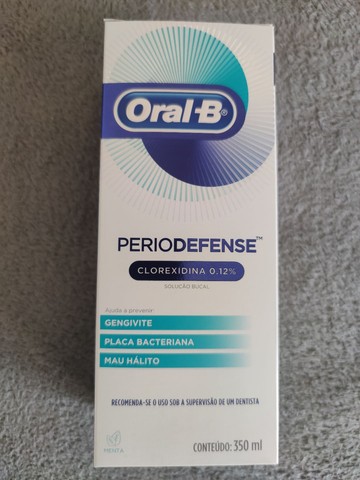 Oral-B®
PERIODEFENSE™
CLOREXIDINA 0,12%
SOLUÇÃO BUCAL
Ajuda a prevenir:
GENGIVITE
PLACA BACTERIANA
MAU HÁLITO
RECOMENDA-SE O USO SOB A SUPERVISÃO DE UM DENTISTA
MENTA
CONTEÚDO: 350 ml